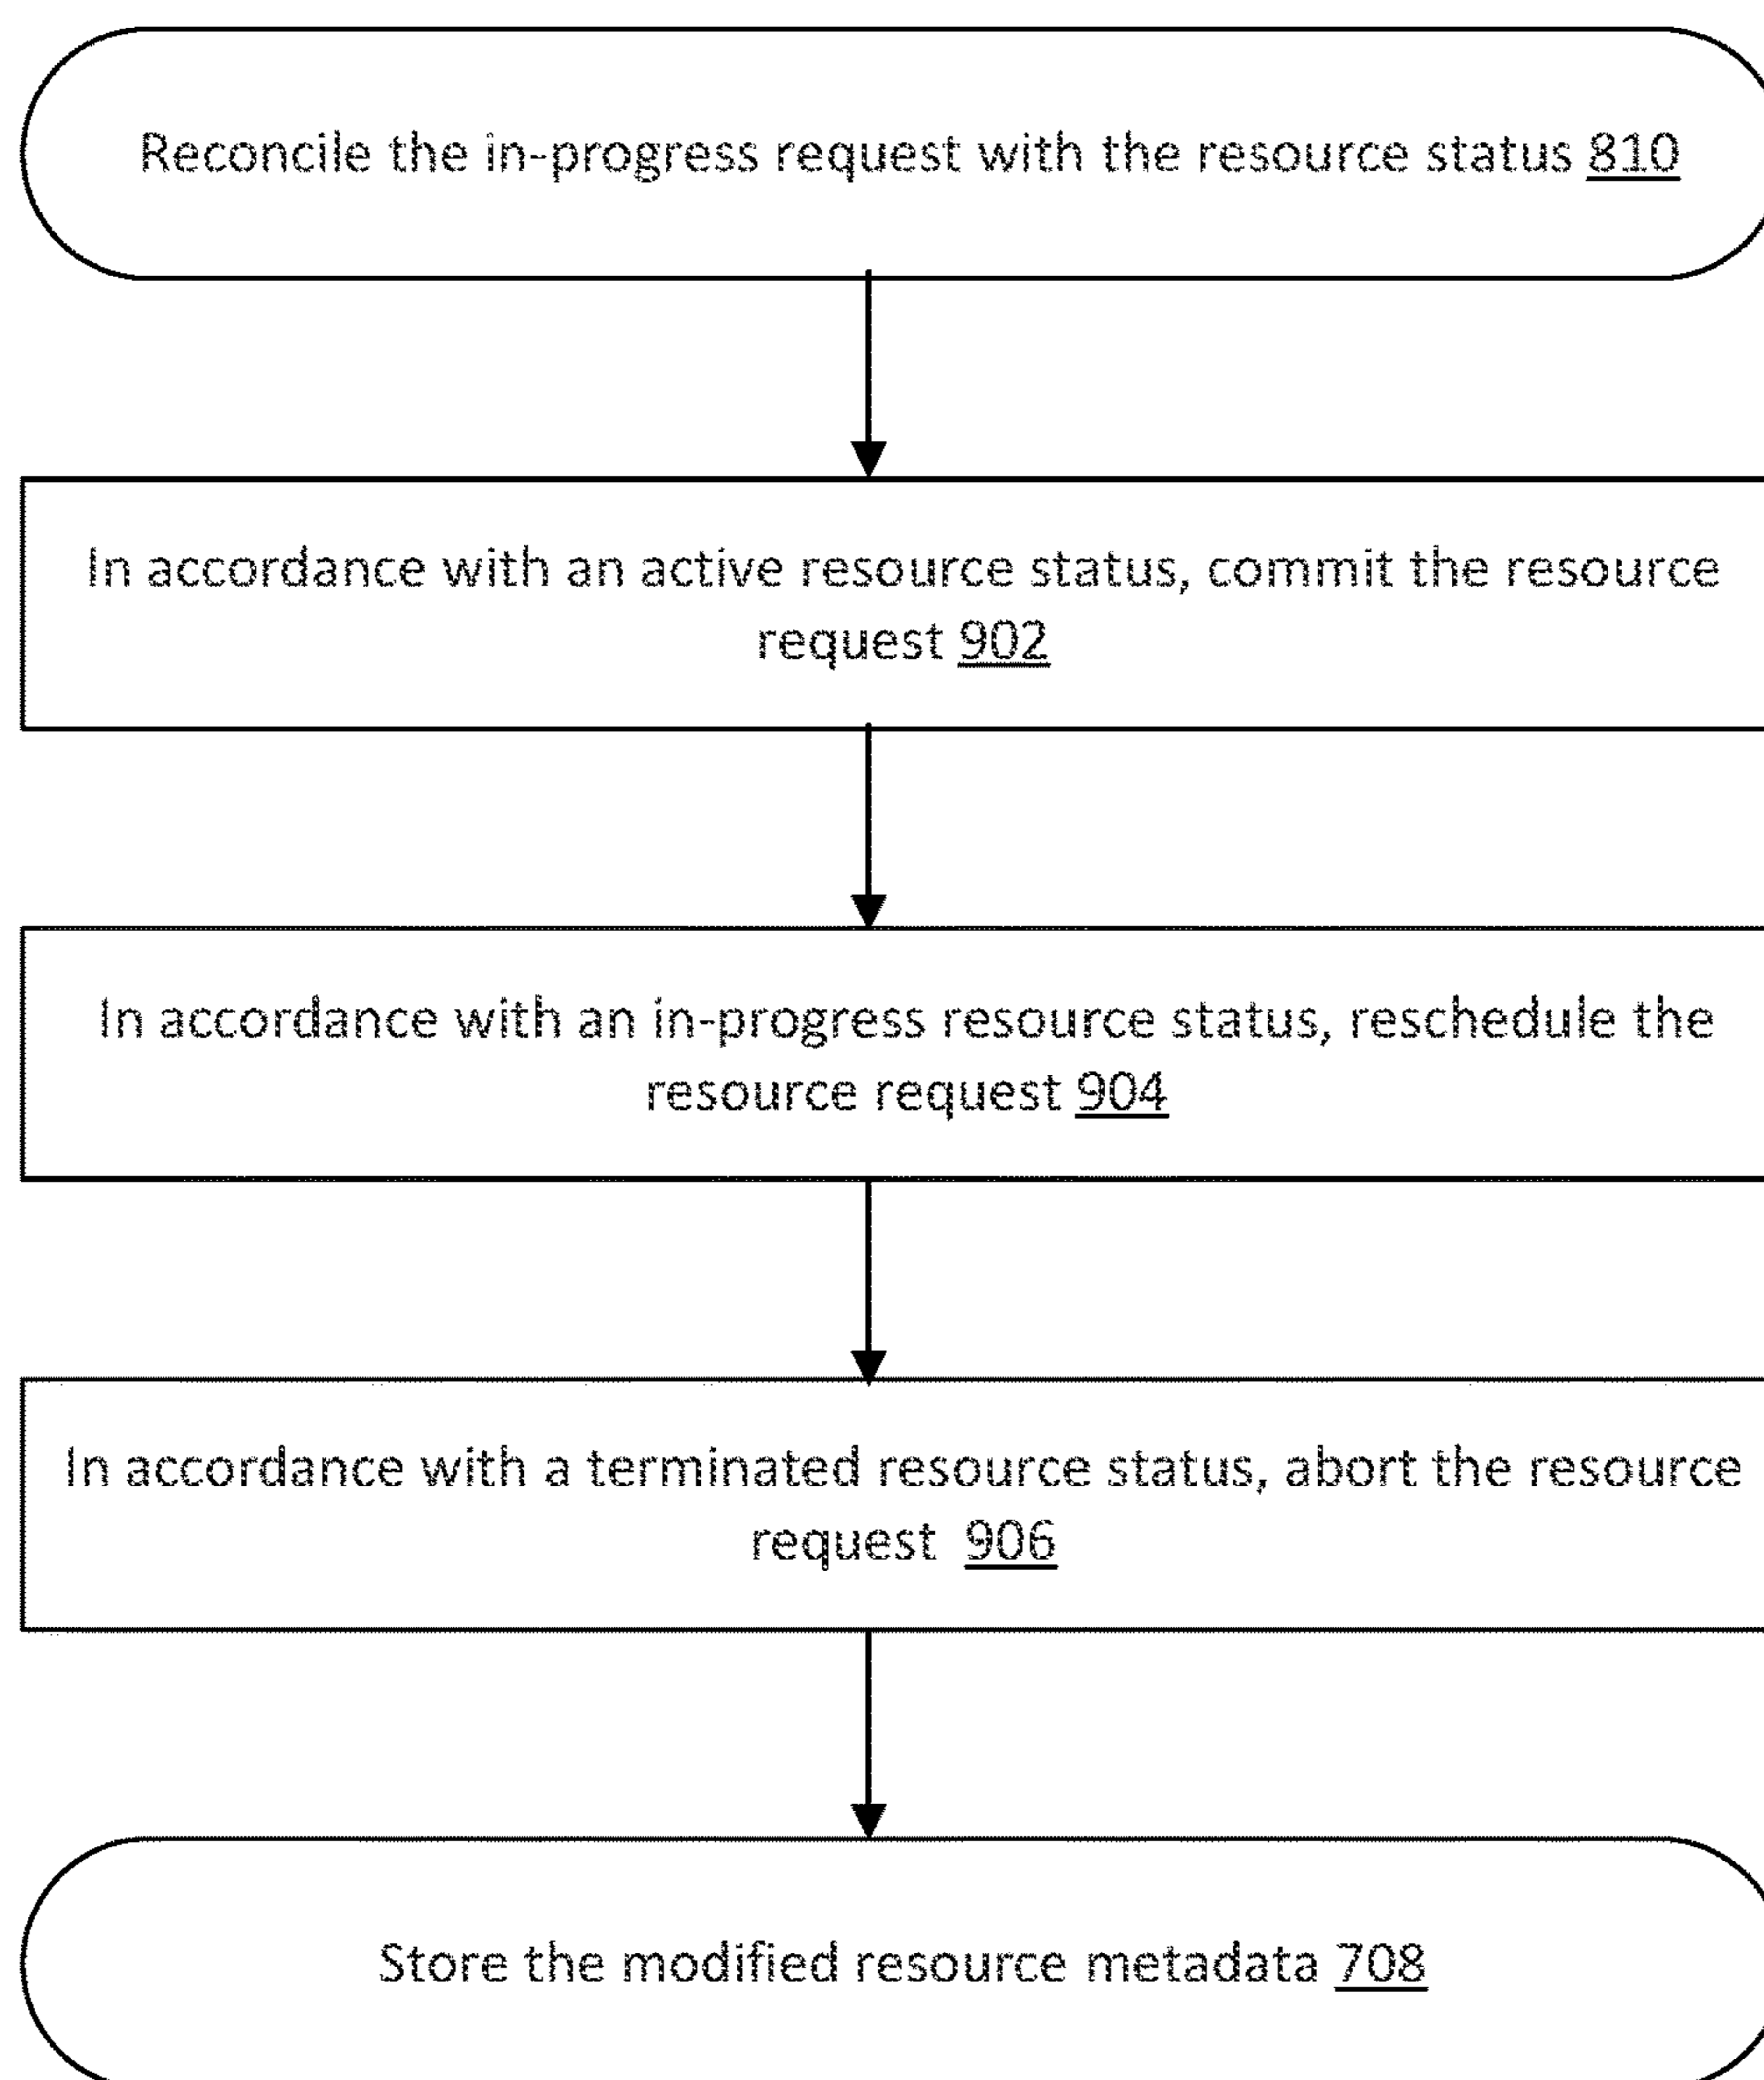 Reconcile the in-progress request with the resource status 810
In accordance with an active resource status, commit the resource
request 902
In accordance with an in-progress resource status, reschedule the
resource request 904
In accordance with a terminated resource status, abort the resource
request 906
Store the modified resource metadata 708